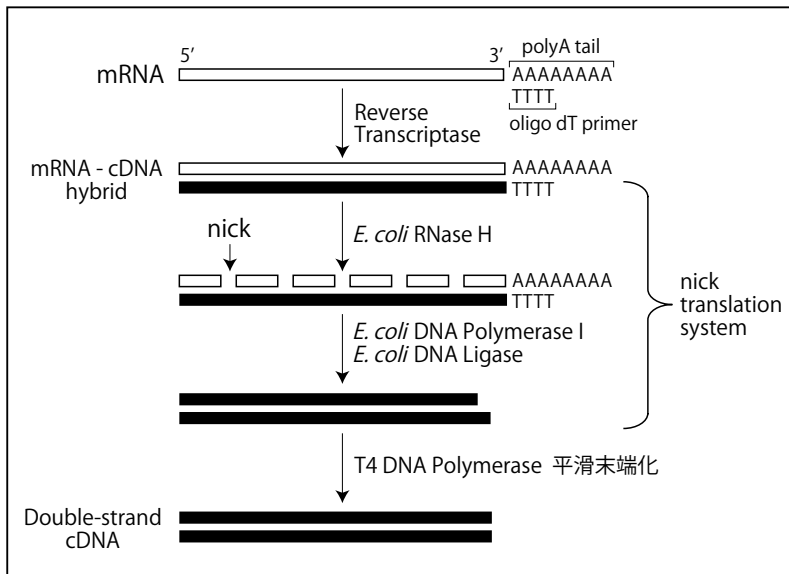 5′ 3′ polyA tail
mRNA AAAAAAAA
TTTT
oligo dT primer
Reverse
Transcriptase
mRNA - cDNA
hybrid
AAAAAAAA
TTTT
nick
E. coli RNase H
AAAAAAAA
TTTT
nick
translation
system
E. coli DNA Polymerase I
E. coli DNA Ligase
T4 DNA Polymerase 平滑末端化
Double-strand
cDNA